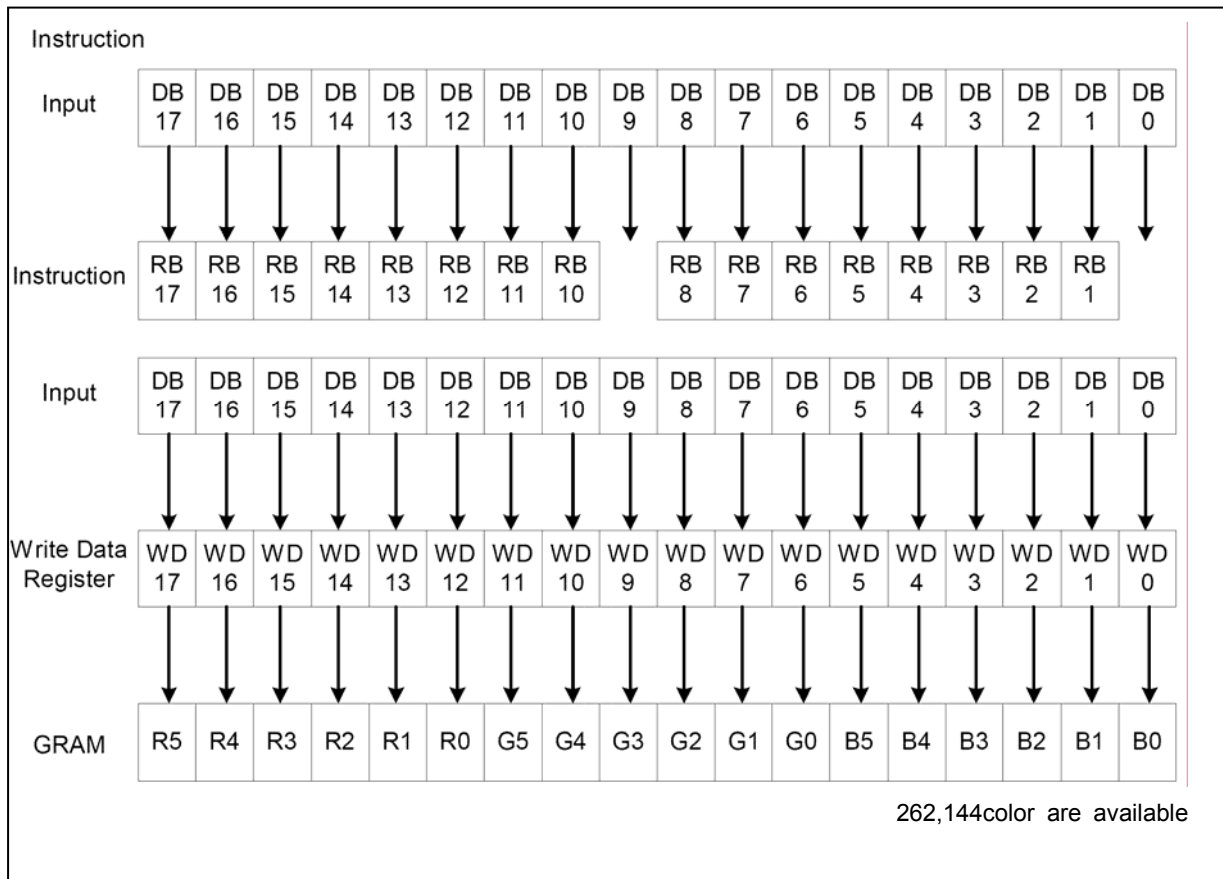 Instruction
Input DB 17 DB 16 DB 15 DB 14 DB 13 DB 12 DB 11 DB 10 DB 9 DB 8 DB 7 DB 6 DB 5 DB 4 DB 3 DB 2 DB 1 DB 0
Instruction RB 17 RB 16 RB 15 RB 14 RB 13 RB 12 RB 11 RB 10 RB 8 RB 7 RB 6 RB 5 RB 4 RB 3 RB 2 RB 1
Input DB 17 DB 16 DB 15 DB 14 DB 13 DB 12 DB 11 DB 10 DB 9 DB 8 DB 7 DB 6 DB 5 DB 4 DB 3 DB 2 DB 1 DB 0
Write Data Register WD 17 WD 16 WD 15 WD 14 WD 13 WD 12 WD 11 WD 10 WD 9 WD 8 WD 7 WD 6 WD 5 WD 4 WD 3 WD 2 WD 1 WD 0
GRAM R5 R4 R3 R2 R1 R0 G5 G4 G3 G2 G1 G0 B5 B4 B3 B2 B1 B0
262,144color are available